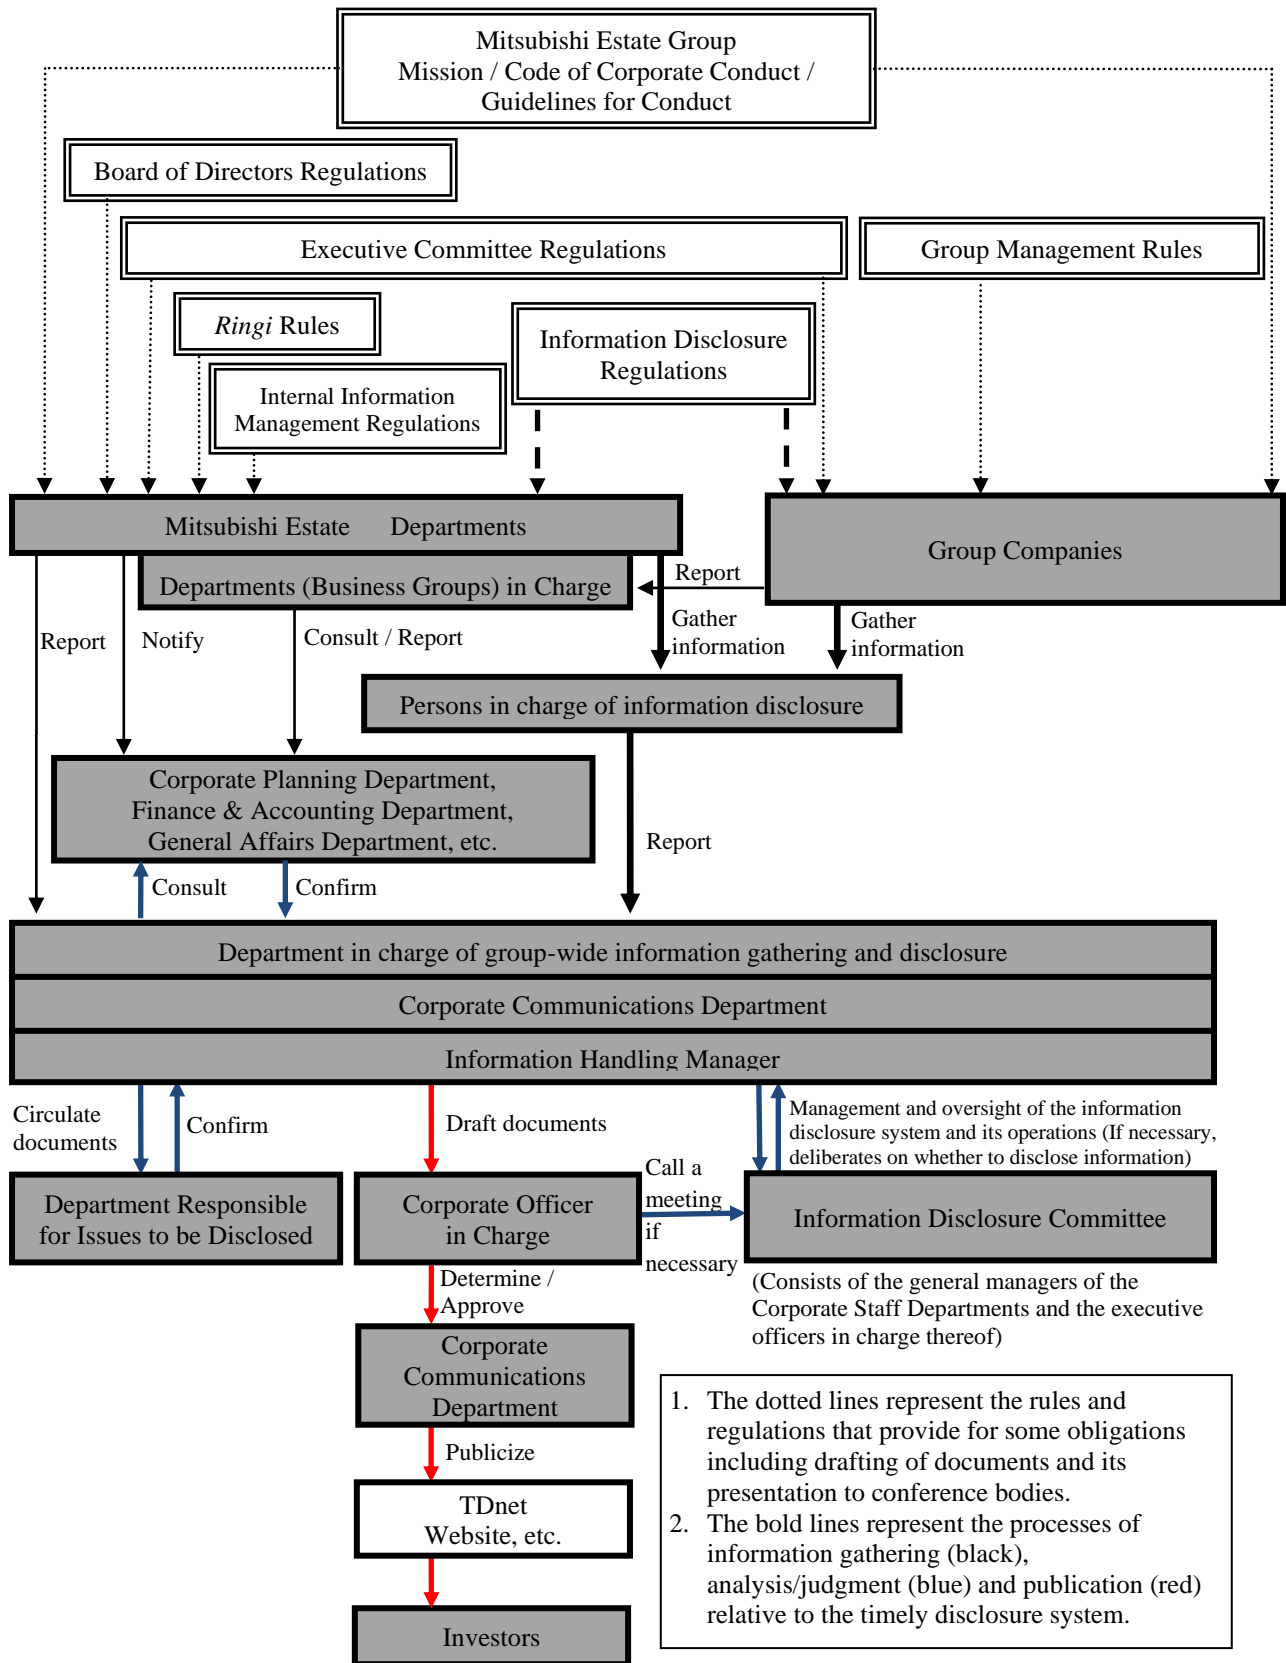 Mitsubishi Estate Group
Mission / Code of Corporate Conduct /
Guidelines for Conduct
Board of Directors Regulations
Executive Committee Regulations
Group Management Rules
Ringi Rules
Information Disclosure
Regulations
Internal Information
Management Regulations
Mitsubishi Estate Departments
Group Companies
Departments (Business Groups) in Charge
Report
Report
Notify
Consult / Report
Gather
information
Gather
information
Persons in charge of information disclosure
Corporate Planning Department,
Finance & Accounting Department,
General Affairs Department, etc.
Report
Consult
Confirm
Department in charge of group-wide information gathering and disclosure
Corporate Communications Department
Information Handling Manager
Circulate
documents
Confirm
Draft documents
Management and oversight of the information
disclosure system and its operations (If necessary,
deliberates on whether to disclose information)
Call a
meeting
if
necessary
Department Responsible
for Issues to be Disclosed
Corporate Officer
in Charge
Information Disclosure Committee
(Consists of the general managers of the
Corporate Staff Departments and the executive
officers in charge thereof)
Determine /
Approve
Corporate
Communications
Department
Publicize
TDnet
Website, etc.
Investors
1. The dotted lines represent the rules and
regulations that provide for some obligations
including drafting of documents and its
presentation to conference bodies.
2. The bold lines represent the processes of
information gathering (black),
analysis/judgment (blue) and publication (red)
relative to the timely disclosure system.